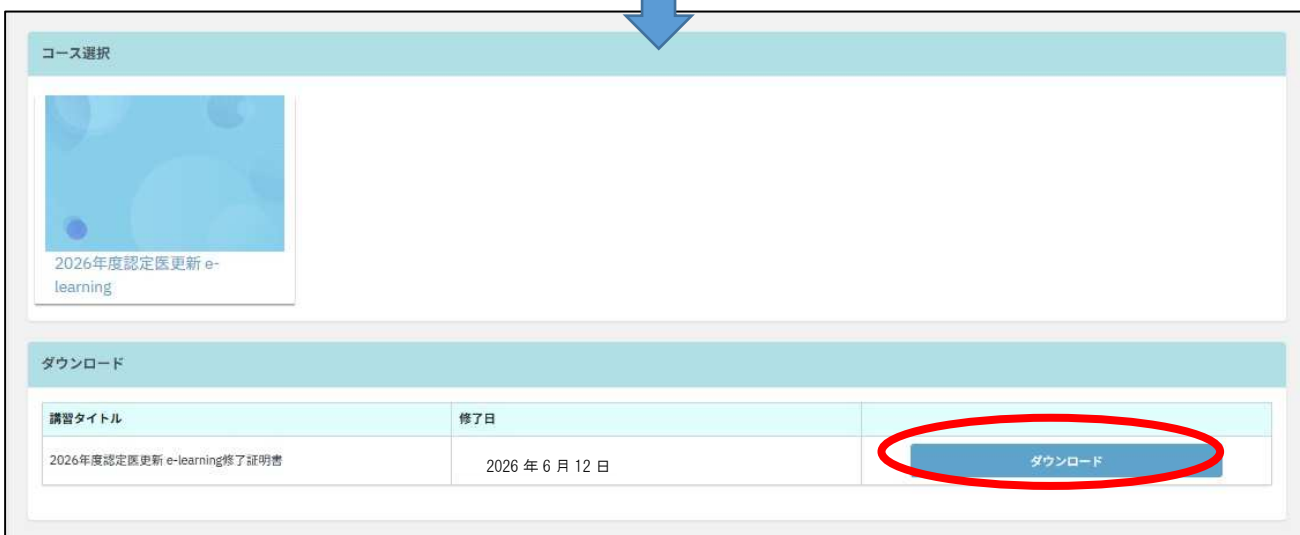 コース選択
2026年度認定医更新 e-
learning
ダウンロード
講習タイトル 修了日
2026年度認定医更新 e-learning修了証明書 2026 年 6 月 12 日 ダウンロード